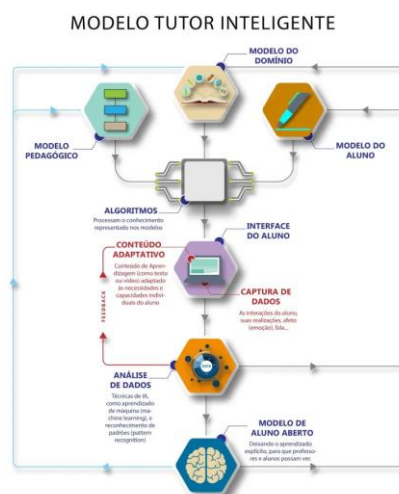 MODELO TUTOR INTELIGENTE
MODELO DO
DOMÍNIO
MODELO
PEDAGÓGICO
MODELO
DO ALUNO
ALGORITMOS
Processam o conhecimento
representado nos modelos
INTERFACE
DO ALUNO
CONTEÚDO
ADAPTATIVO
Conteúdo de Apren-
dizagem (como texto
ou vídeo) adaptado
às necessidades e
capacidades indivi-
duais do aluno
FEEDBACK
CAPTURA DE
DADOS
As interações do aluno,
suas realizações, afeto
(emoção), fala...
ANÁLISE
DE DADOS
Técnicas de IA,
como aprendizado
de máquina (ma-
chine learning), e
reconhecimento de
padrões (pattern
recognition)
MODELO DE
ALUNO ABERTO
Deixando a aprendizado
explícito, para que professo-
res e alunos possam ver.